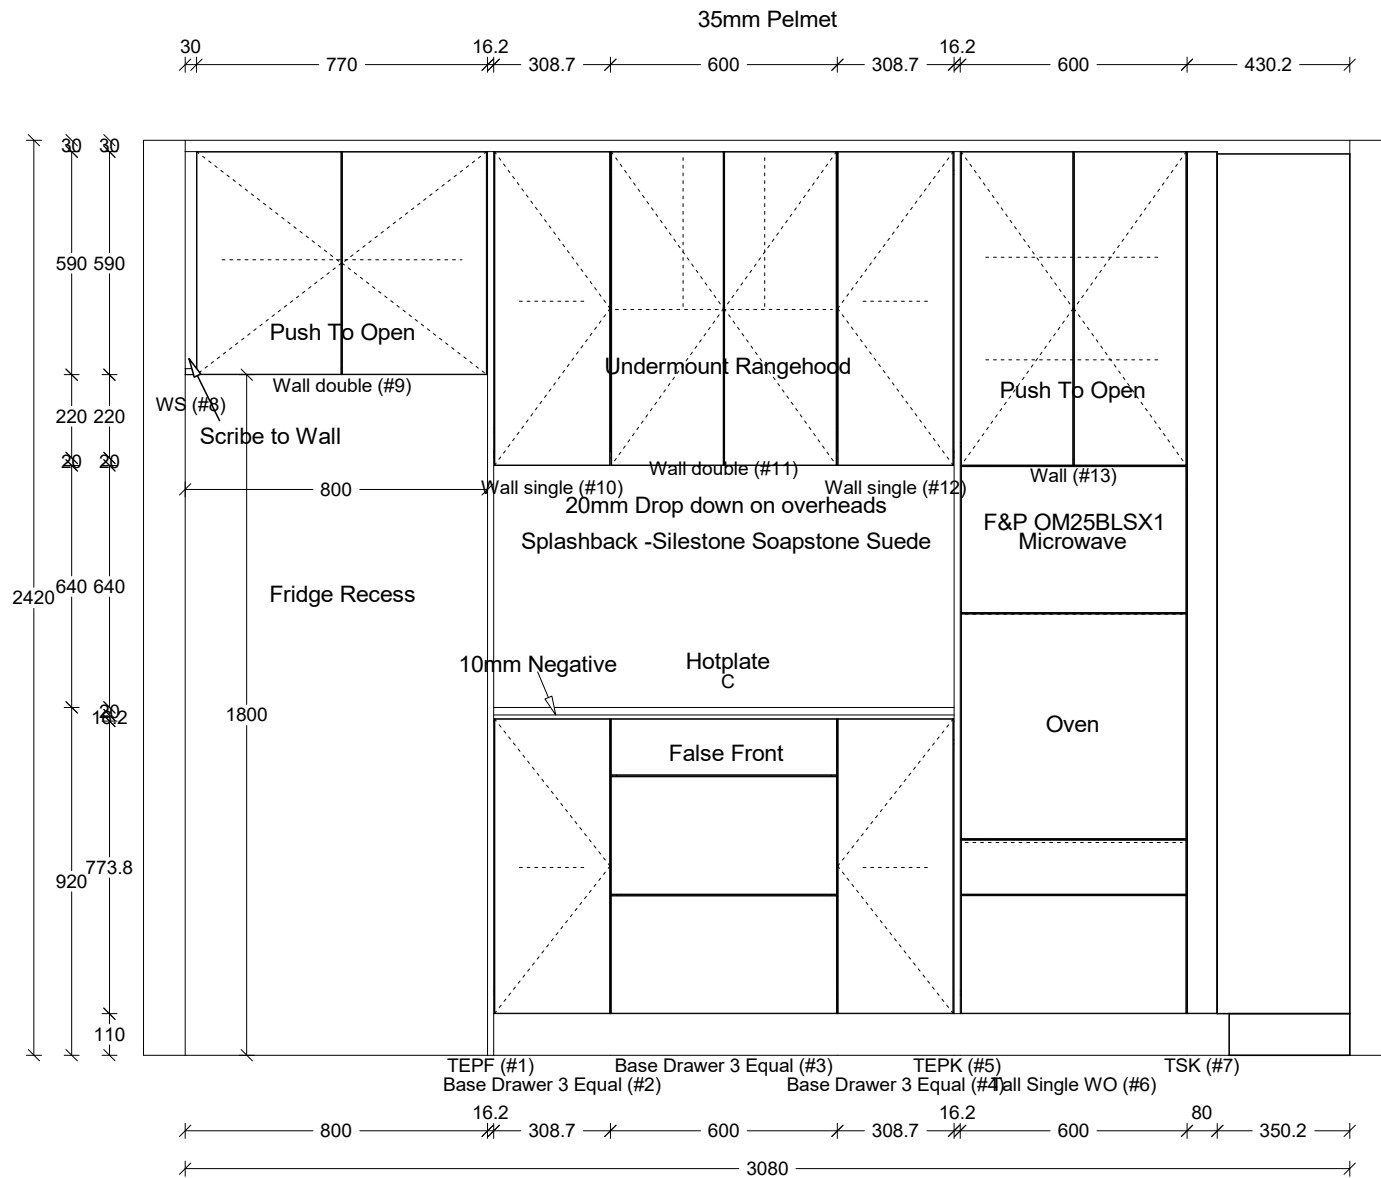 35mm Pelmet
30
16.2
16.2
770
308.7
600
308.7
600
430.2
30
30
590
590
Push To Open
Undermount Rangehood
Push To Open
Wall double (#9)
WS (#8)
220
220
Scribe to Wall
20
20
Wall double (#11)
Wall (#13)
800
Wall single (#10)
Wall single (#12)
20mm Drop down on overheads
F&P OM25BLSX1
Splashback -Silestone Soapstone Suede
Microwave
2420
640
640
Fridge Recess
10mm Negative
Hotplate
C
20
16.2
1800
Oven
False Front
920
773.8
110
TEPF (#1)
Base Drawer 3 Equal (#3)
TEPK (#5)
TSK (#7)
Base Drawer 3 Equal (#2)
Base Drawer 3 Equal (#4)
Tall Single WO (#6)
16.2
16.2
80
800
308.7
600
308.7
600
350.2
3080